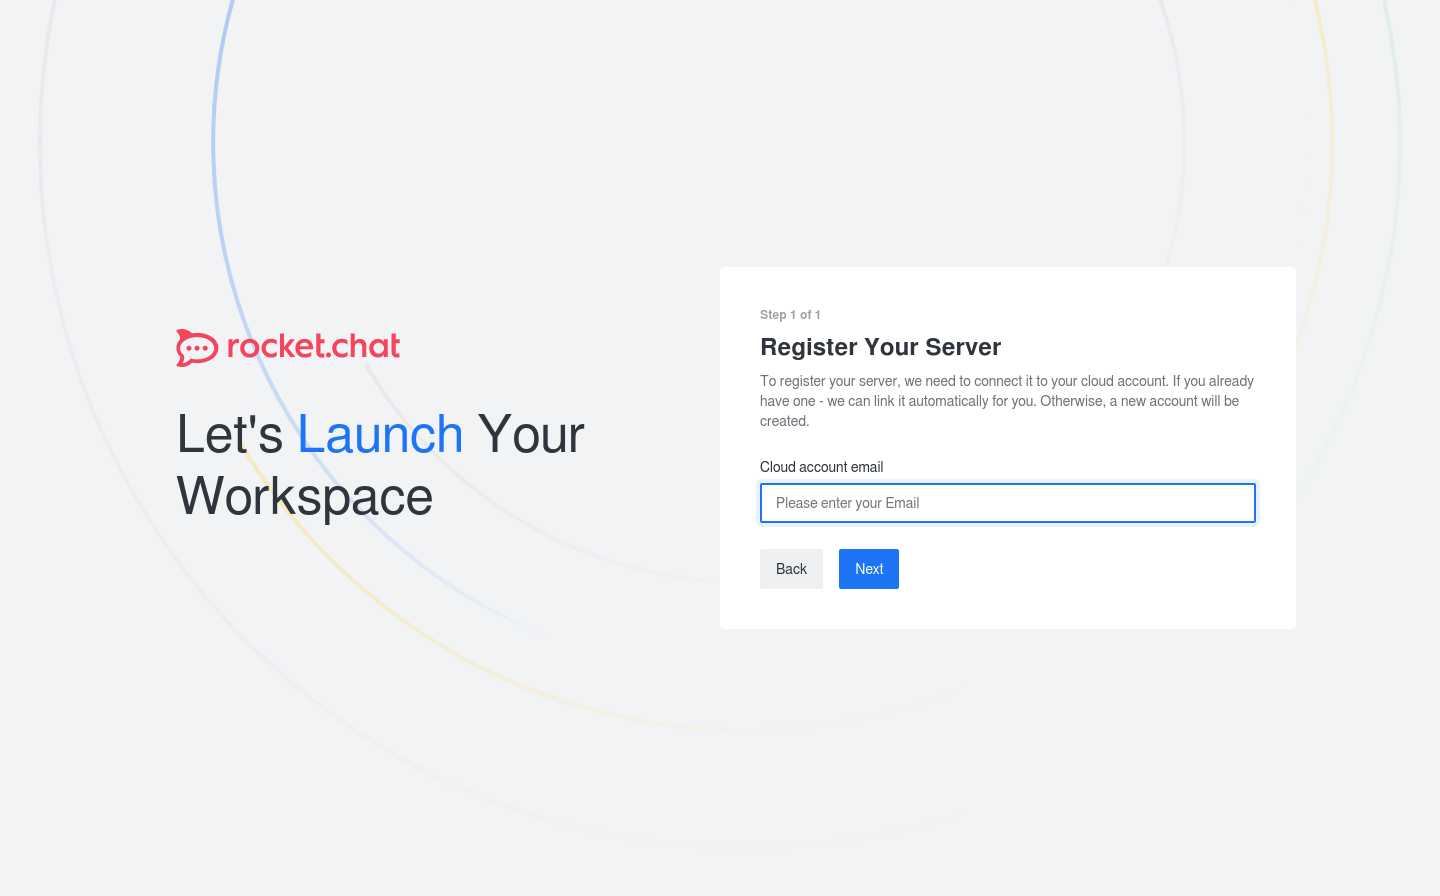 rocket.chat
Let's Launch Your
Workspace
Step 1 of 1
Register Your Server
To register your server, we need to connect it to your cloud account. If you already
have one - we can link it automatically for you. Otherwise, a new account will be
created.
Cloud account email
Please enter your Email
Back Next